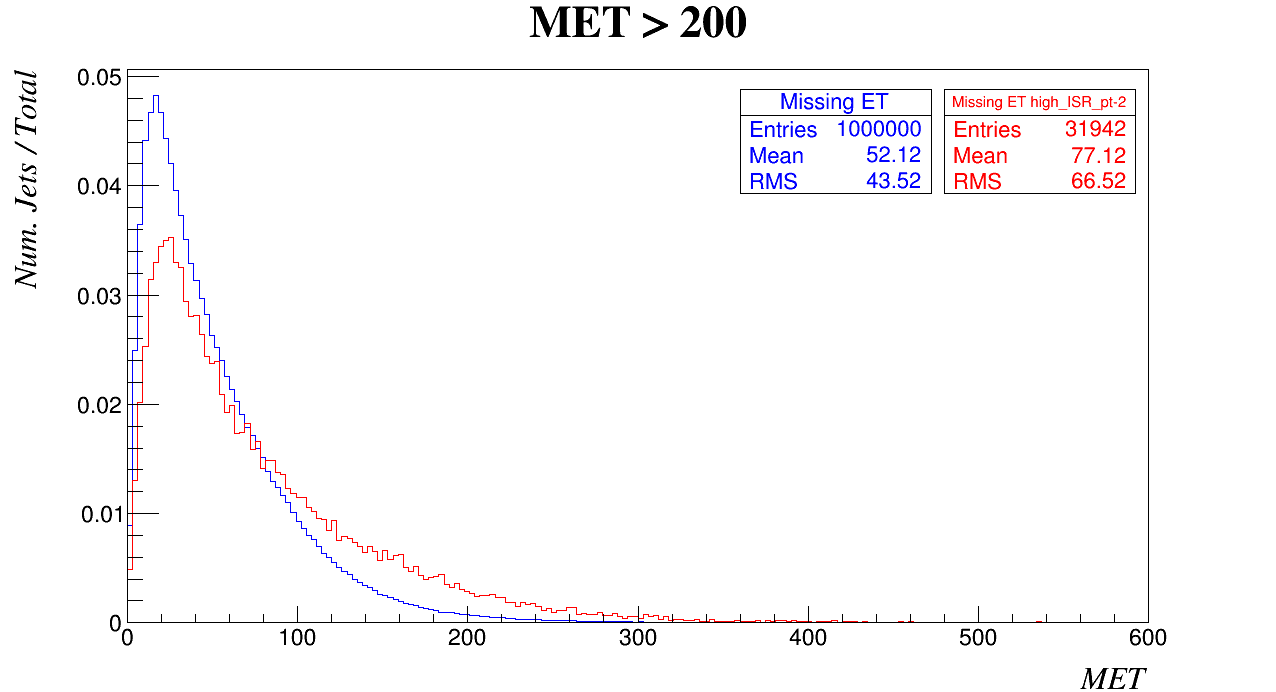 MET > 200
Num. Jets / Total
0.05
0.04
0.03
0.02
0.01
0
Missing ET
Entries 1000000
Mean 52.12
RMS 43.52
Missing ET high_ISR_pt-2
Entries 31942
Mean 77.12
RMS 66.52
0 100 200 300 400 500 600
MET